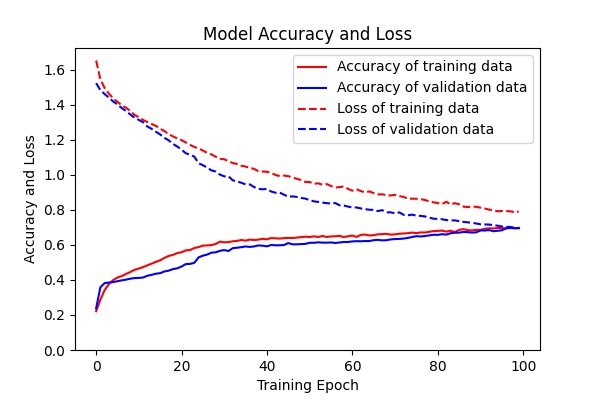 Model Accuracy and Loss
Accuracy of training data
Accuracy of validation data
Loss of training data
Loss of validation data
Accuracy and Loss
1.6
1.4
1.2
1.0
0.8
0.6
0.4
0.2
0.0
0 20 40 60 80 100
Training Epoch